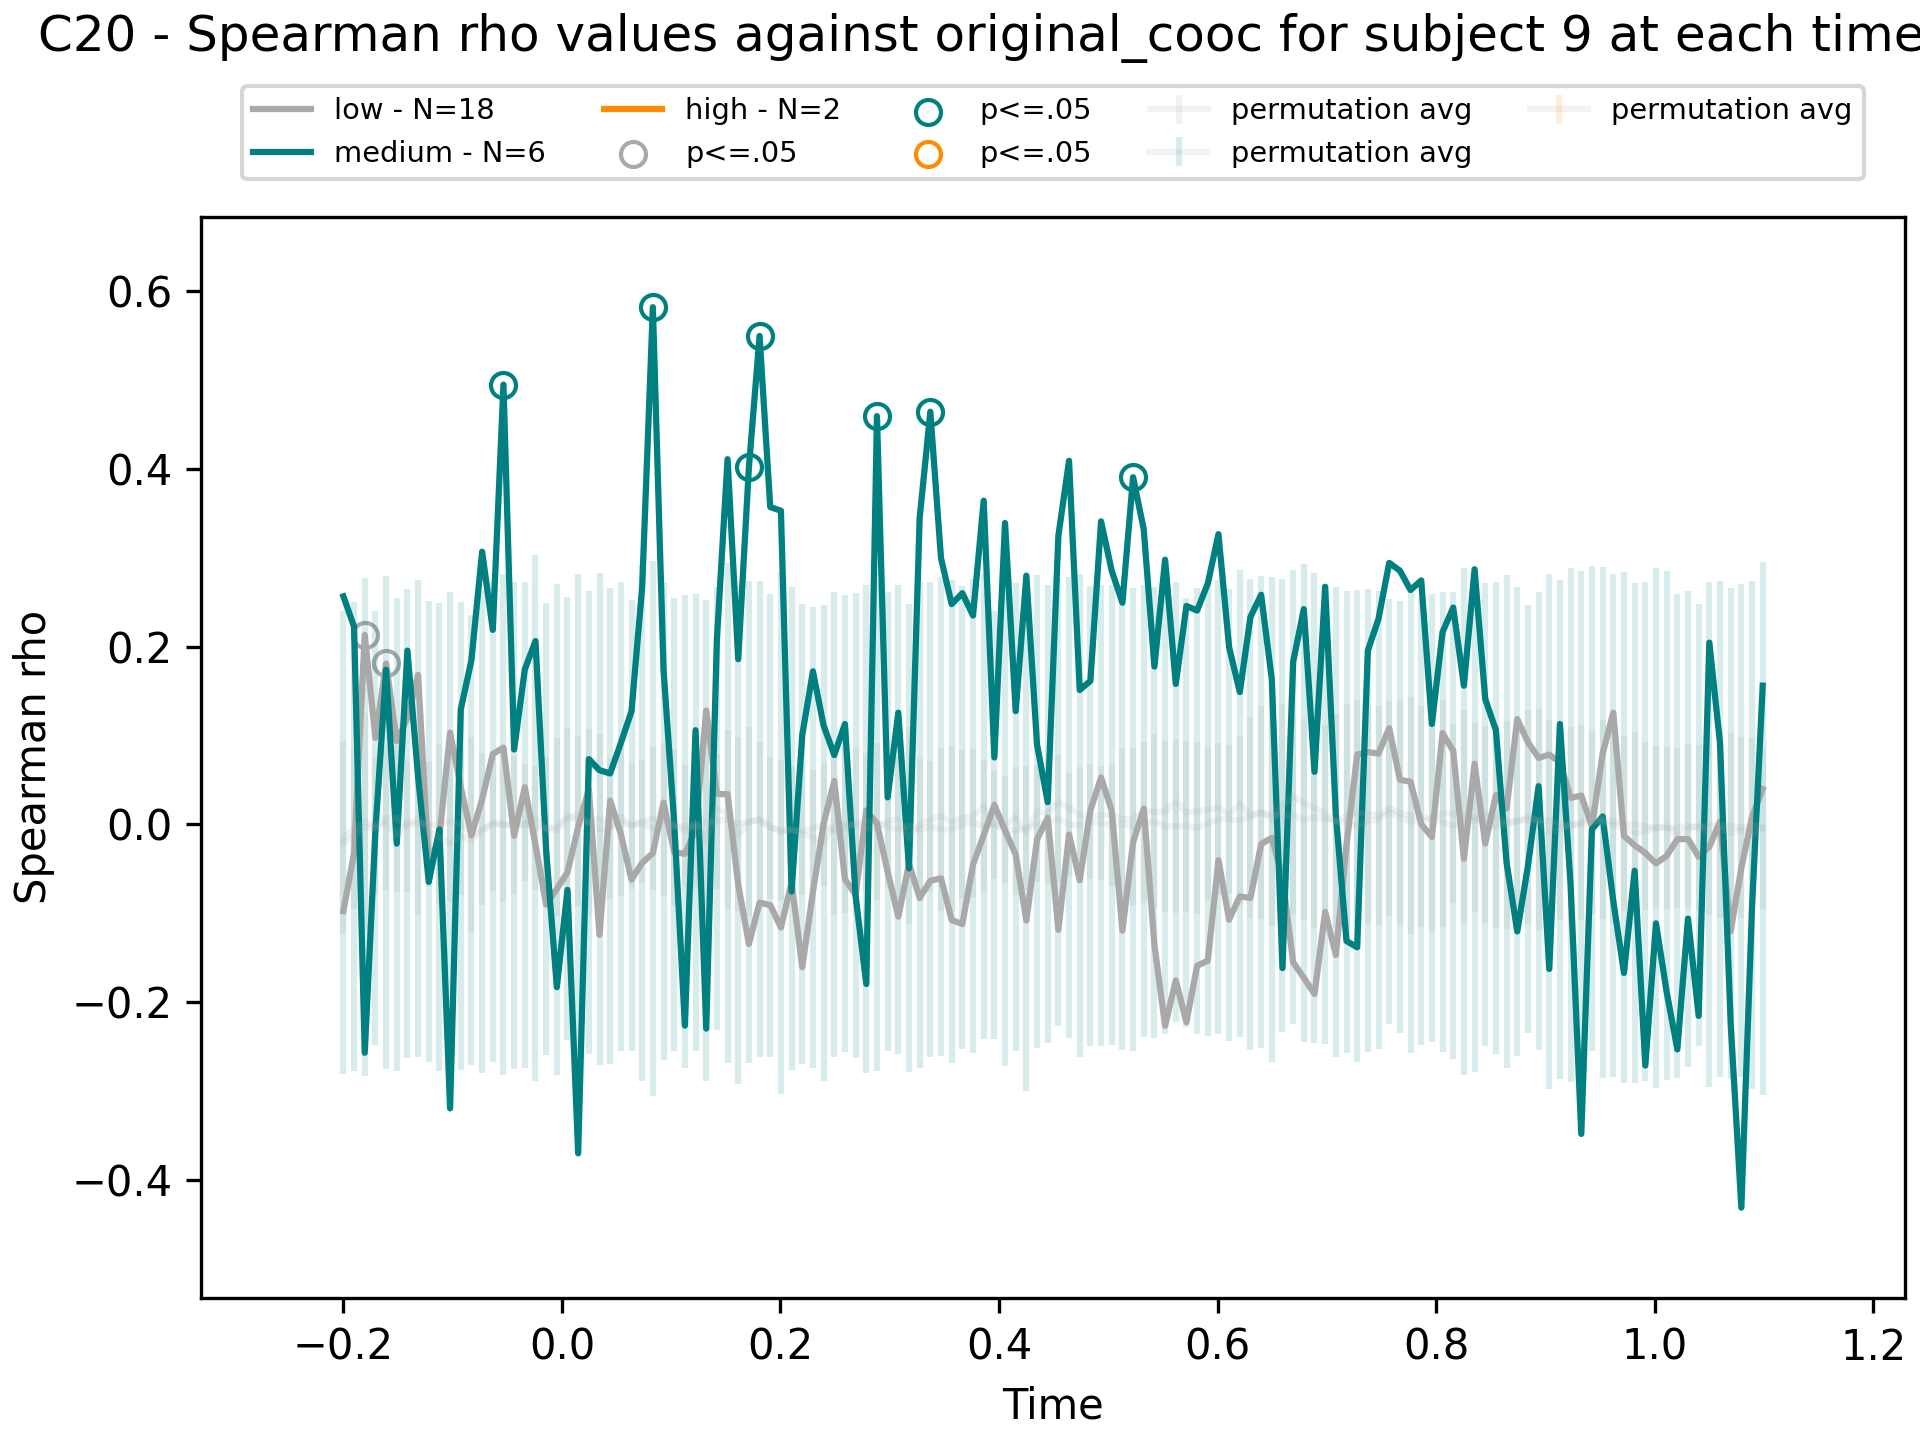 C20 - Spearman rho values against original_cooc for subject 9 at each time
low - N=18
medium - N=6
high - N=2
p<=.05
p<=.05
p<=.05
permutation avg
permutation avg
permutation avg
Spearman rho
0.6
0.4
0.2
0.0
−0.2
−0.4
−0.2 0.0 0.2 0.4 0.6 0.8 1.0 1.2
Time